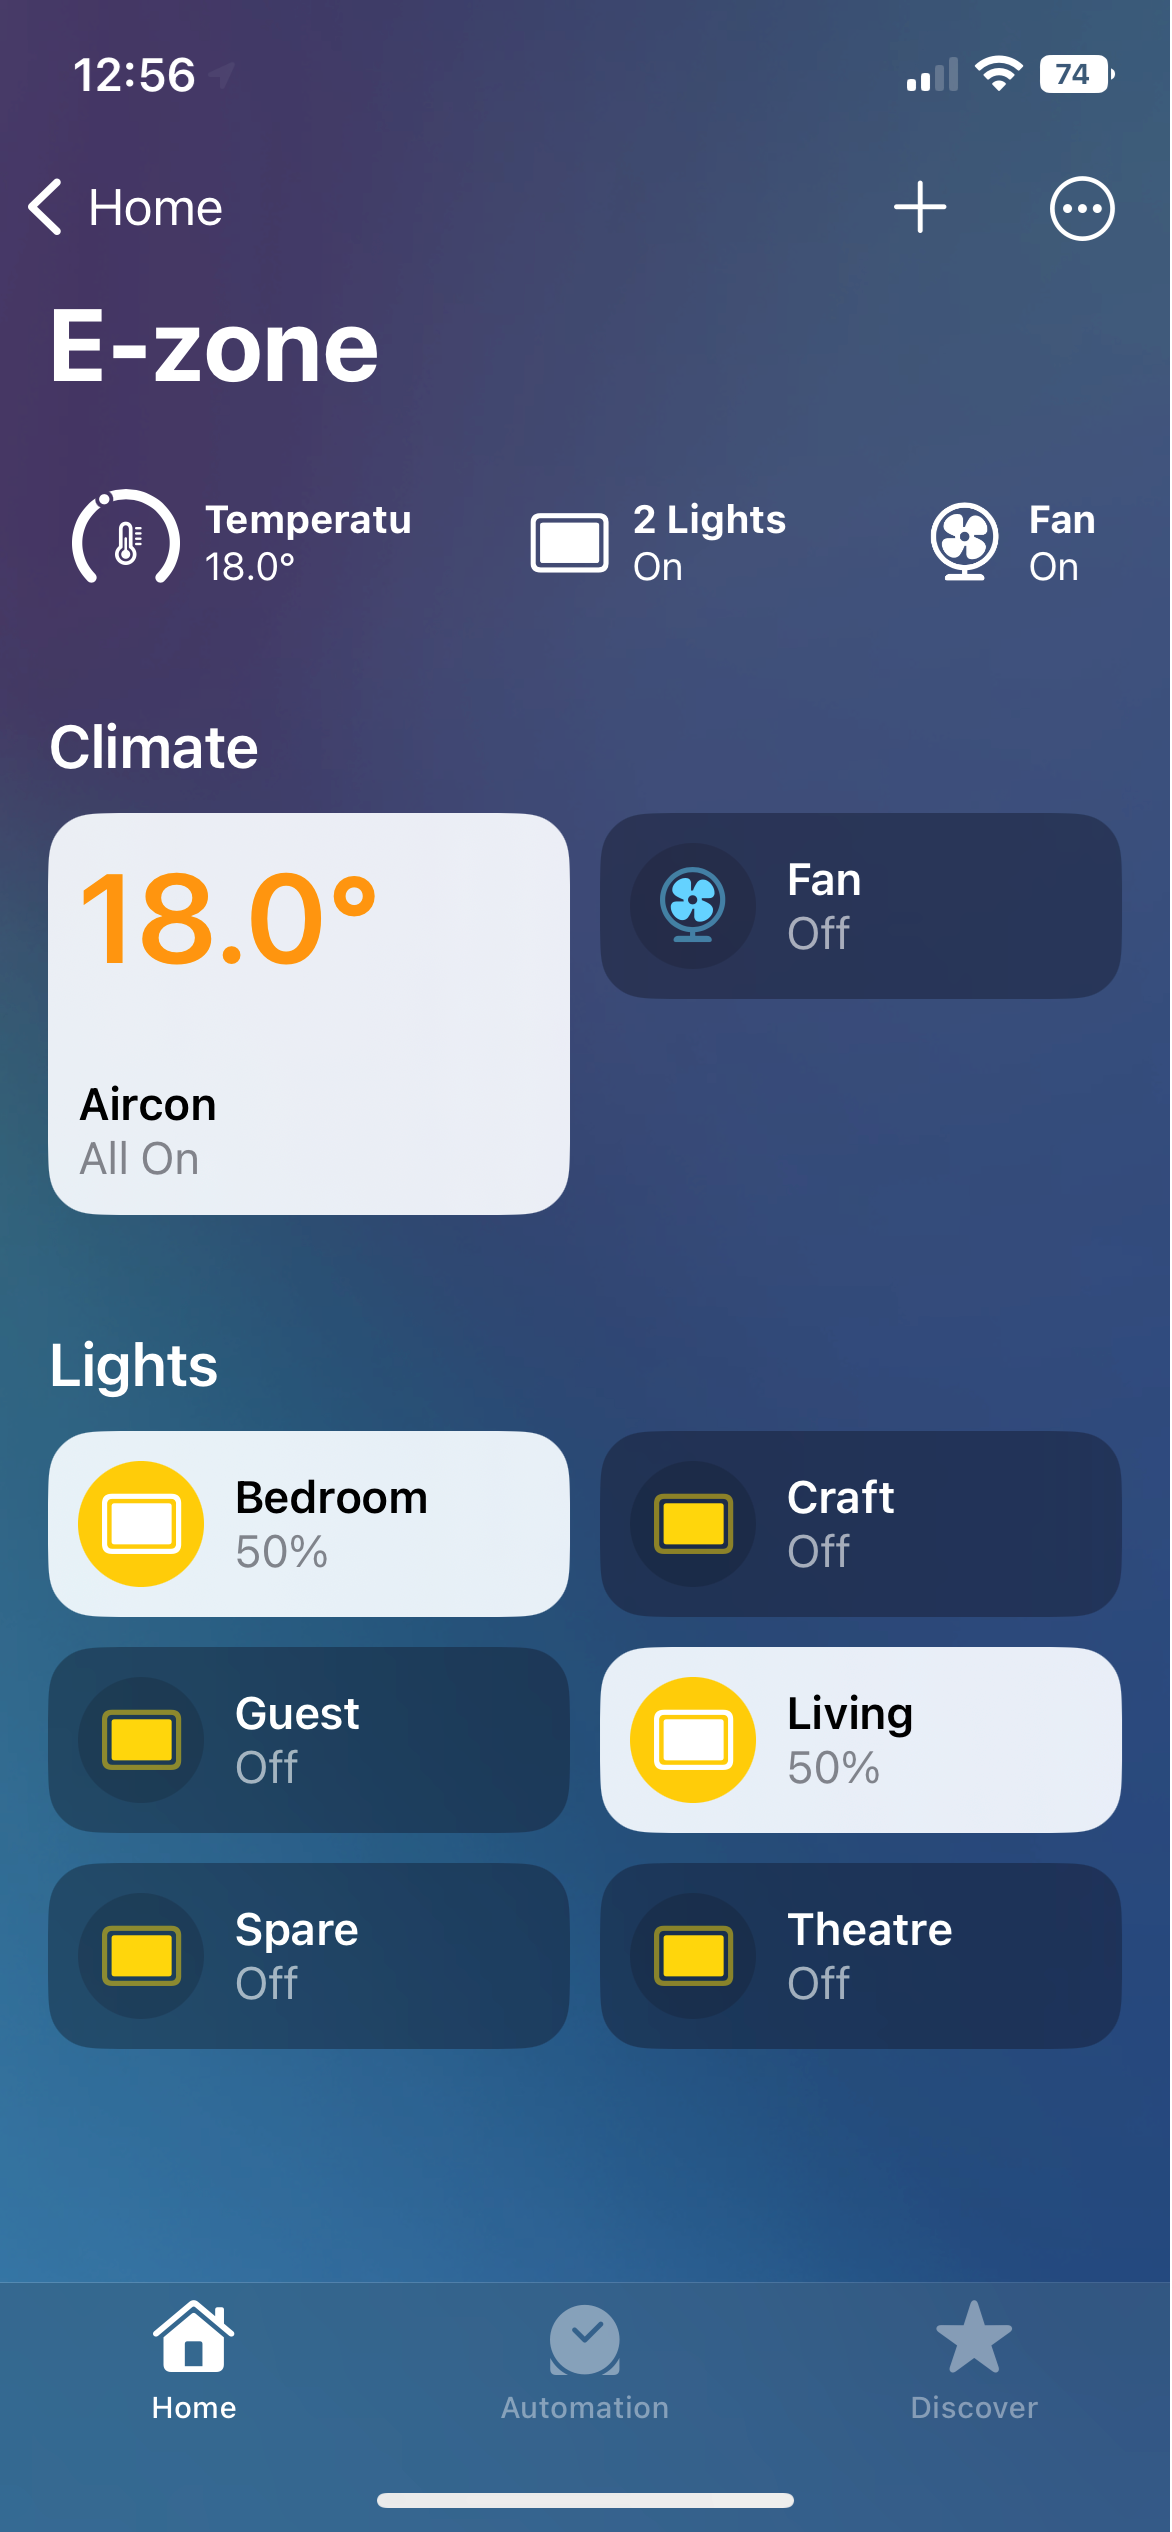 12:56
74
Home
E-zone
Temperatu
18.0°
2 Lights
On
Fan
On
Climate
18.0°
Aircon
All On
Fan
Off
Lights
Bedroom
50%
Craft
Off
Guest
Off
Living
50%
Spare
Off
Theatre
Off
Home
Automation
Discover